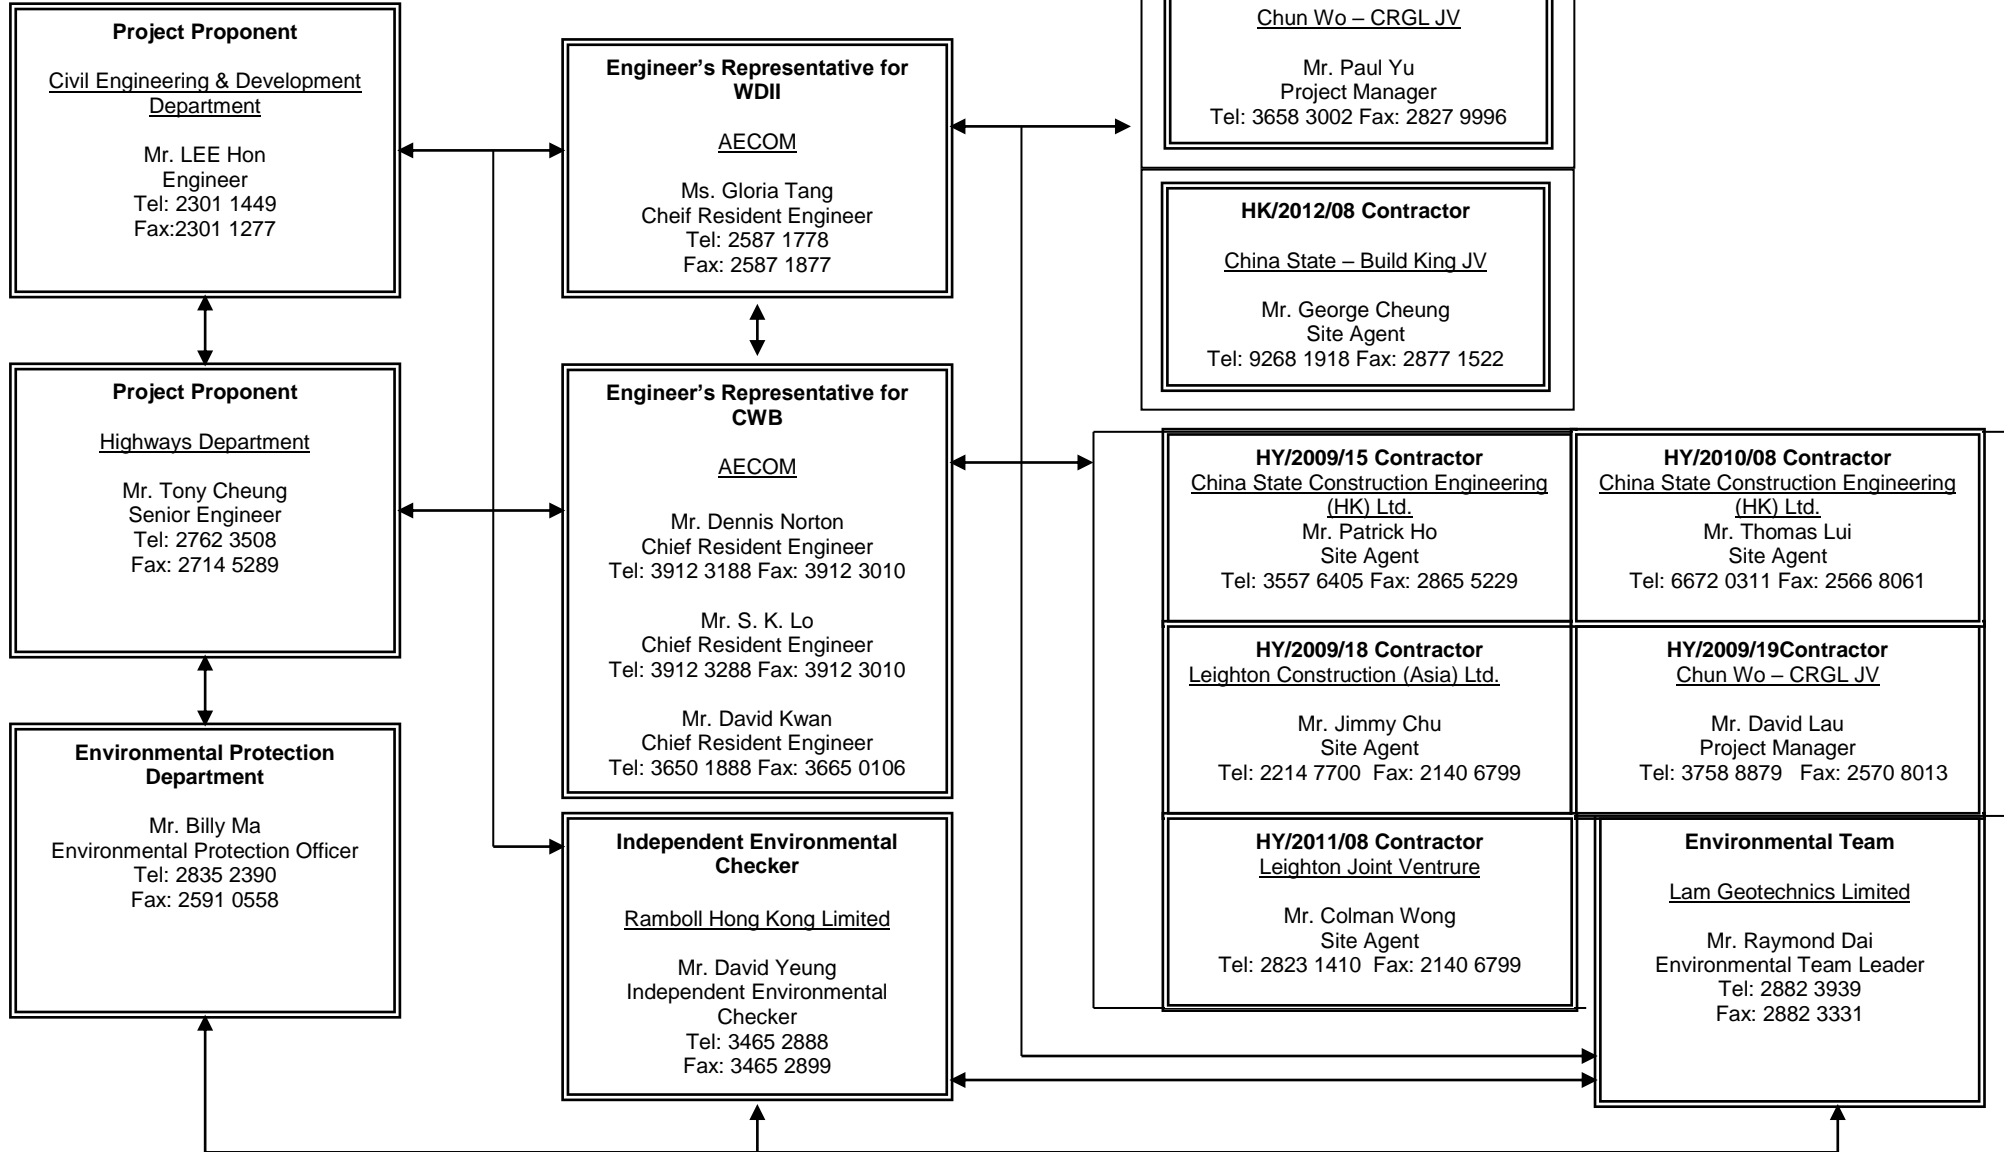 Project Proponent
Civil Engineering & Development
Department
Mr. LEE Hon
Engineer
Tel: 2301 1449
Fax:2301 1277
Engineer's Representative for
WDII
AECOM
Ms. Gloria Tang
Cheif Resident Engineer
Tel: 2587 1778
Fax: 2587 1877
Chun Wo – CRGL JV
Mr. Paul Yu
Project Manager
Tel: 3658 3002 Fax: 2827 9996
HK/2012/08 Contractor
China State – Build King JV
Mr. George Cheung
Site Agent
Tel: 9268 1918 Fax: 2877 1522
Project Proponent
Highways Department
Mr. Tony Cheung
Senior Engineer
Tel: 2762 3508
Fax: 2714 5289
Engineer's Representative for
CWB
AECOM
Mr. Dennis Norton
Chief Resident Engineer
Tel: 3912 3188 Fax: 3912 3010
Mr. S. K. Lo
Chief Resident Engineer
Tel: 3912 3288 Fax: 3912 3010
Mr. David Kwan
Chief Resident Engineer
Tel: 3650 1888 Fax: 3665 0106
HY/2009/15 Contractor
China State Construction Engineering
(HK) Ltd.
Mr. Patrick Ho
Site Agent
Tel: 3557 6405 Fax: 2865 5229
HY/2010/08 Contractor
China State Construction Engineering
(HK) Ltd.
Mr. Thomas Lui
Site Agent
Tel: 6672 0311 Fax: 2566 8061
HY/2009/18 Contractor
Leighton Construction (Asia) Ltd.
Mr. Jimmy Chu
Site Agent
Tel: 2214 7700 Fax: 2140 6799
HY/2009/19Contractor
Chun Wo – CRGL JV
Mr. David Lau
Project Manager
Tel: 3758 8879 Fax: 2570 8013
Environmental Protection
Department
Mr. Billy Ma
Environmental Protection Officer
Tel: 2835 2390
Fax: 2591 0558
Independent Environmental
Checker
Ramboll Hong Kong Limited
Mr. David Yeung
Independent Environmental
Checker
Tel: 3465 2888
Fax: 3465 2899
HY/2011/08 Contractor
Leighton Joint Ventrure
Mr. Colman Wong
Site Agent
Tel: 2823 1410 Fax: 2140 6799
Environmental Team
Lam Geotechnics Limited
Mr. Raymond Dai
Environmental Team Leader
Tel: 2882 3939
Fax: 2882 3331